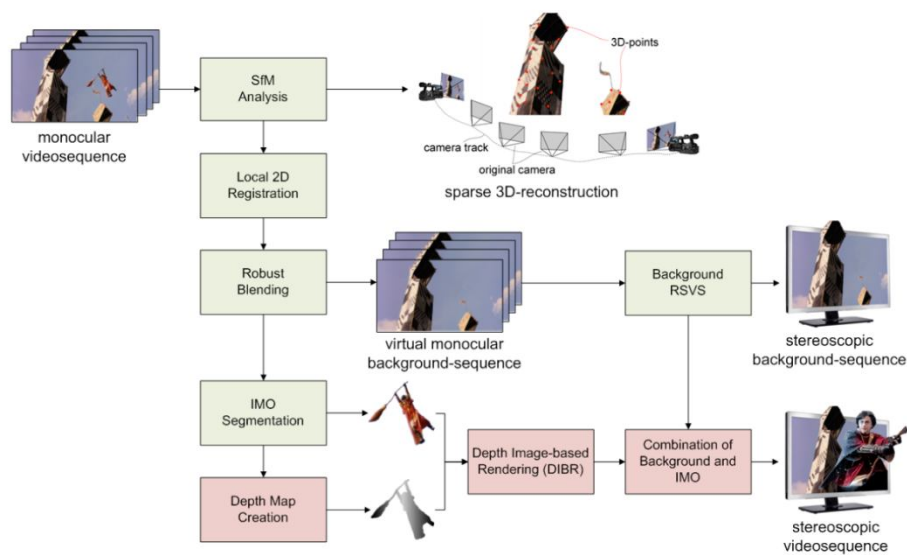 SfM
Analysis
3D-points
monocular
videosequence
camera track
original camera
sparse 3D-reconstruction
Local 2D
Registration
Robust
Blending
virtual monocular
background-sequence
Background
RSVS
stereoscopic
background-sequence
IMO
Segmentation
Depth Map
Creation
Depth Image-based
Rendering (DIBR)
Combination of
Background and
IMO
stereoscopic
videosequence